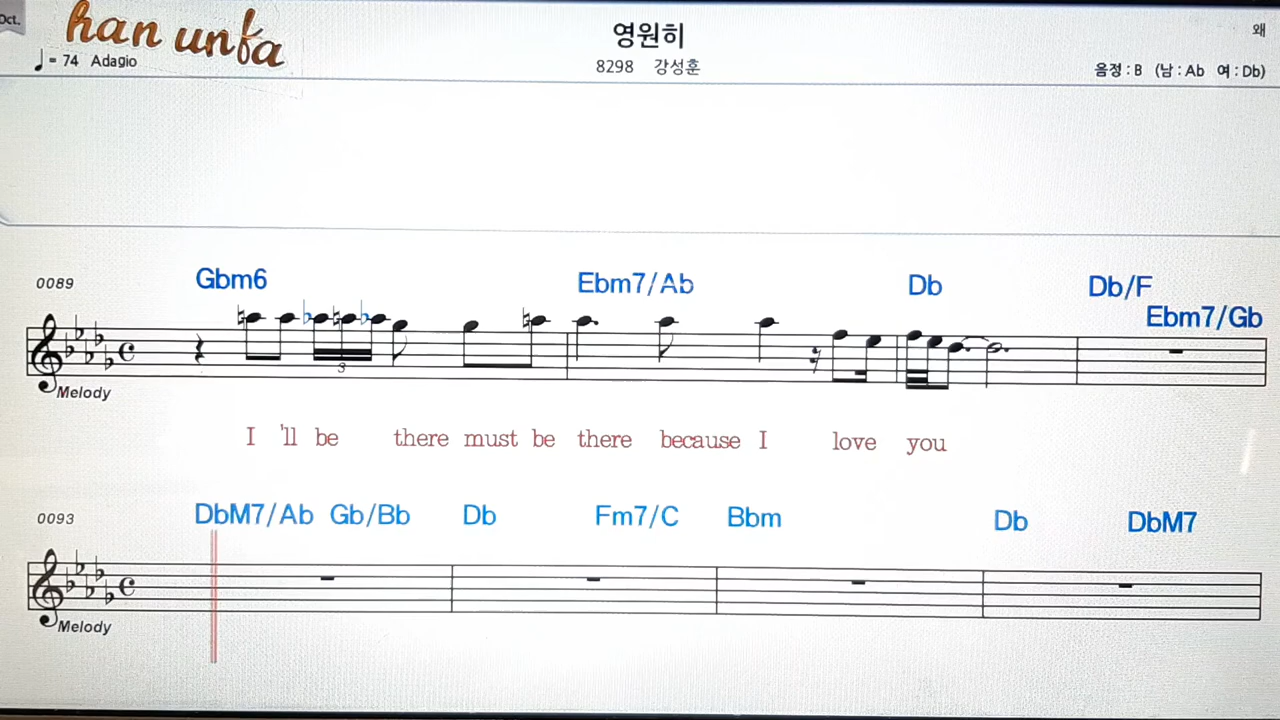 Oct.
han unfa
영원히
왜
♩= 74 Adagio
8298 강성훈
음정 : B (남 : Ab 여 : Db)
0089
Gbm6 Ebm7/Ab Db Db/F Ebm7/Gb
3
Melody
I 'll be there must be there because I love you
0093
DbM7/Ab Gb/Bb Db Fm7/C Bbm Db DbM7
Melody